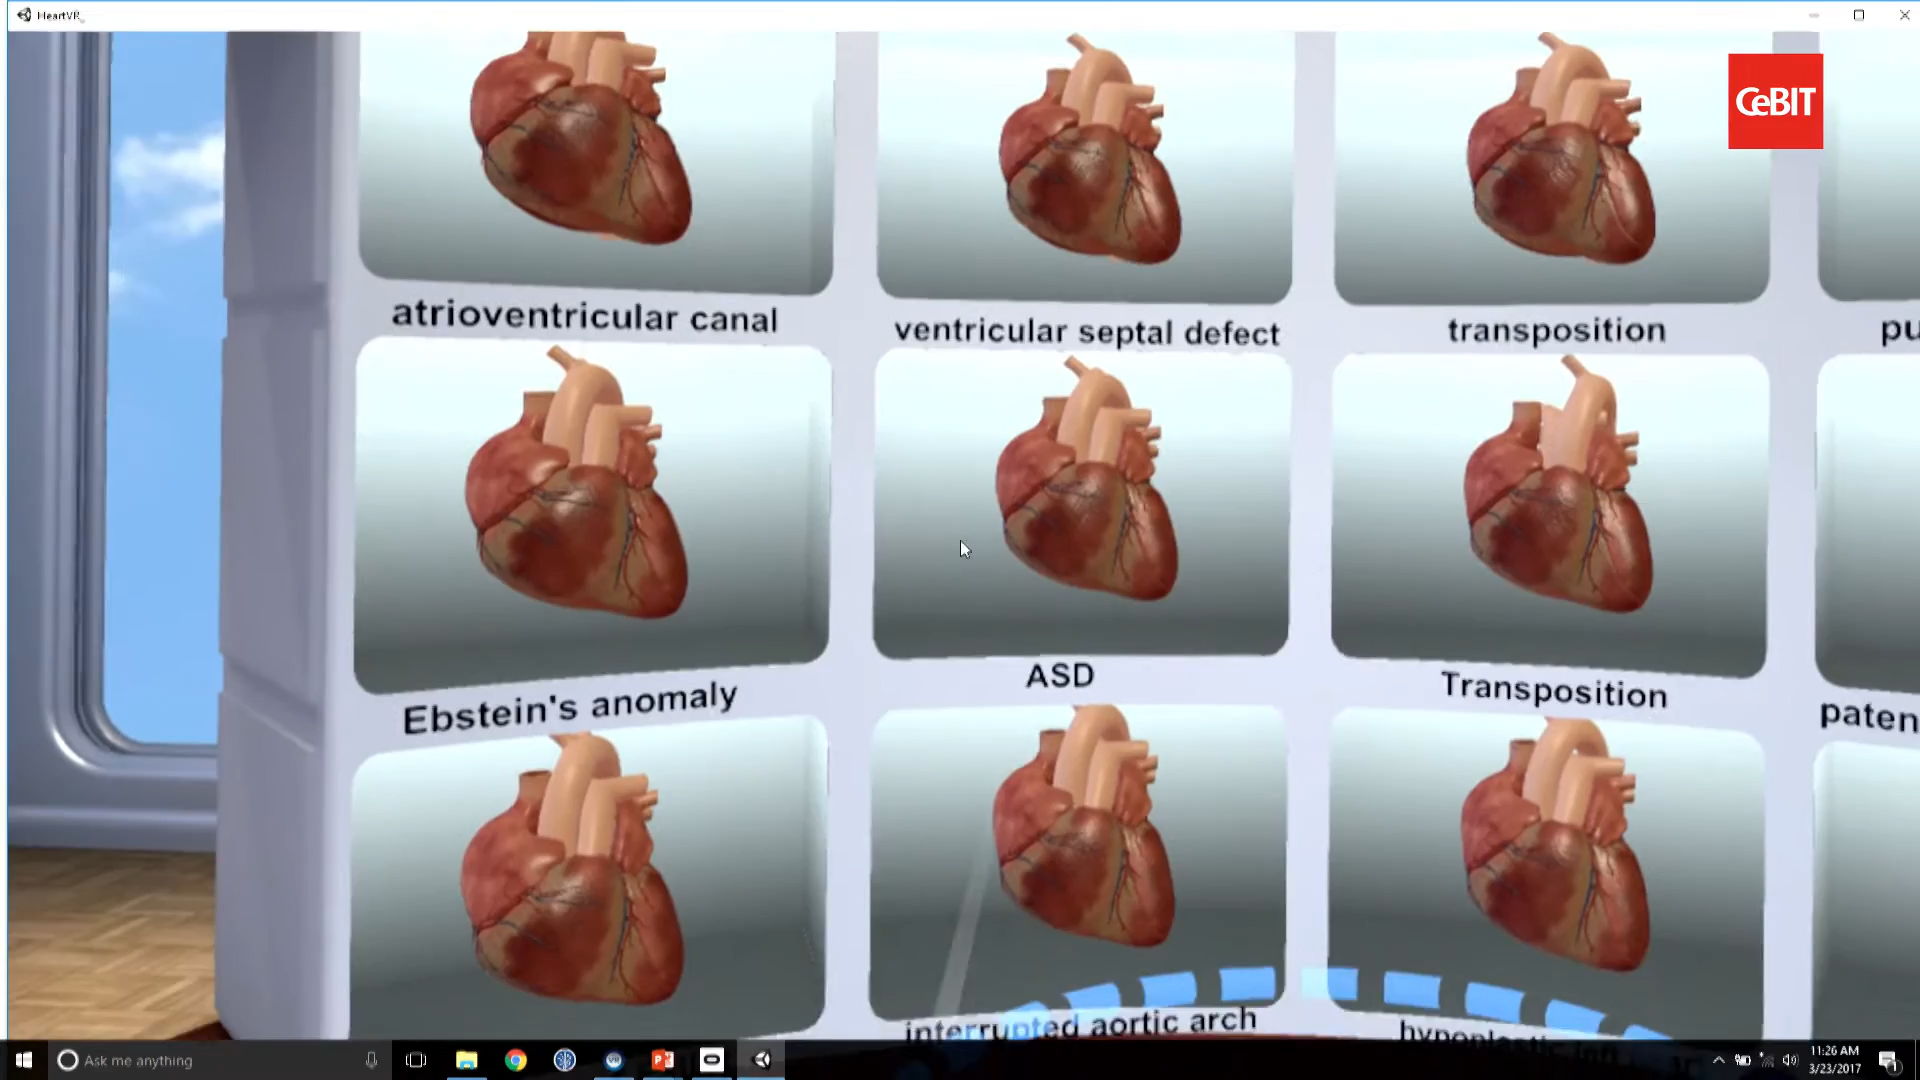 HeartVR
CeBIT
atrioventricular canal
ventricular septal defect
transposition
pu
Ebstein's anomaly
ASD
Transposition
paten
interrupted aortic arch
hypoplastic
Ask me anything
11:26 AM
3/23/2017